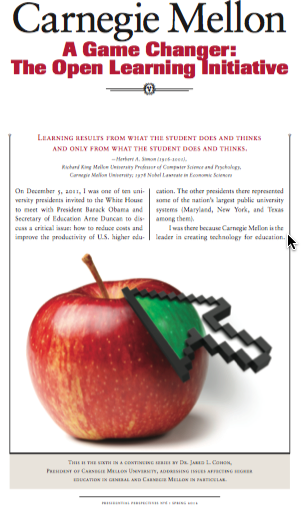 Carnegie Mellon
A Game Changer:
The Open Learning Initiative
LEARNING RESULTS FROM WHAT THE STUDENT DOES AND THINKS
AND ONLY FROM WHAT THE STUDENT DOES AND THINKS.
—Herbert A. Simon (1916-2001),
Richard King Mellon University Professor of Computer Science and Psychology,
Carnegie Mellon University; 1978 Nobel Laureate in Economic Sciences
On December 5, 2011, I was one of ten uni-
versity presidents invited to the White House
to meet with President Barack Obama and
Secretary of Education Arne Duncan to dis-
cuss a critical issue: how to reduce costs and
improve the productivity of U.S. higher edu-
cation. The other presidents there represented
some of the nation's largest public university
systems (Maryland, New York, and Texas
among them).
I was there because Carnegie Mellon is the
leader in creating technology for education.
THIS IS THE SIXTH IN A CONTINUING SERIES BY DR. JARED L. COHON,
PRESIDENT OF CARNEGIE MELLON UNIVERSITY, ADDRESSING ISSUES AFFECTING HIGHER
EDUCATION IN GENERAL AND CARNEGIE MELLON IN PARTICULAR.
PRESIDENTIAL PERSPECTIVES
SPRING 2012